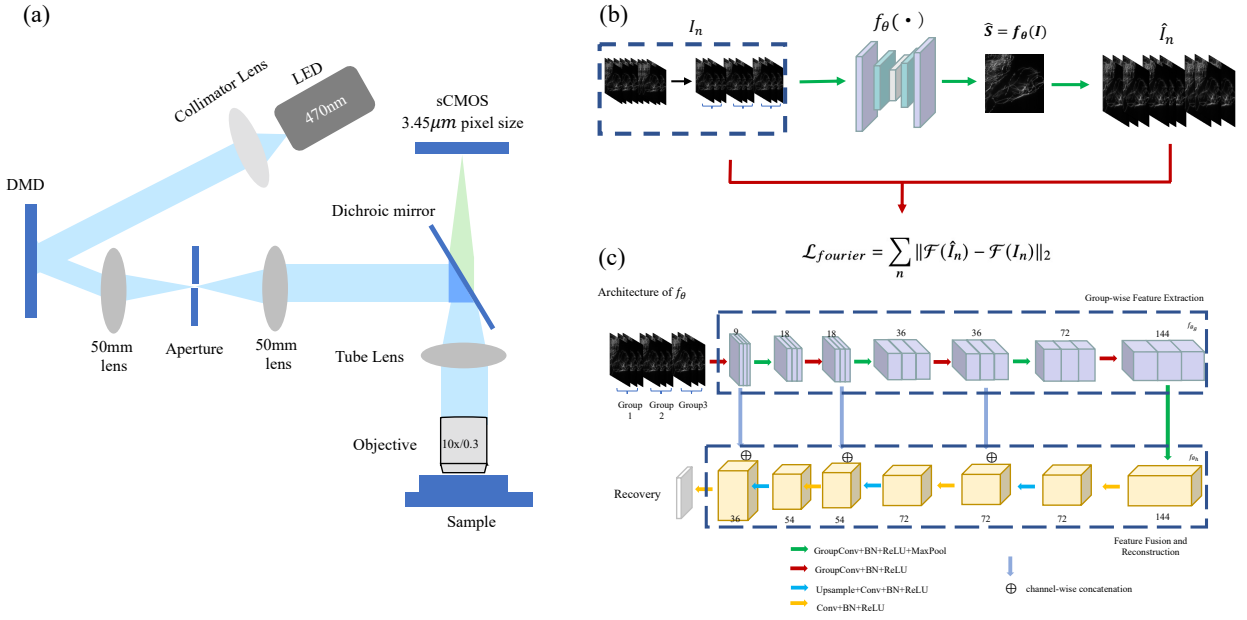 (a)
LED
470nm
Collimator Lens
sCMOS
3.45μm pixel size
DMD
Dichroic mirror
50mm
lens
Aperture
50mm
lens
Tube Lens
Objective
10x/0.3
Sample
(b)
I_n
f_θ(•)
Ŝ = f_θ(I)
Î_n
ℒ_fourier = ∑_n ‖ℱ(Î_n) − ℱ(I_n)‖_2
(c)
Architecture of f_θ
Group-wise Feature Extraction
9
18
18
36
36
72
144
f_θ_g
Group
1
Group
2
Group3
f_θ_h
⊕
⊕
⊕
Recovery
36
54
54
72
72
72
144
Feature Fusion and
Reconstruction
GroupConv+BN+ReLU+MaxPool
GroupConv+BN+ReLU
Upsample+Conv+BN+ReLU
Conv+BN+ReLU
⊕ channel-wise concatenation